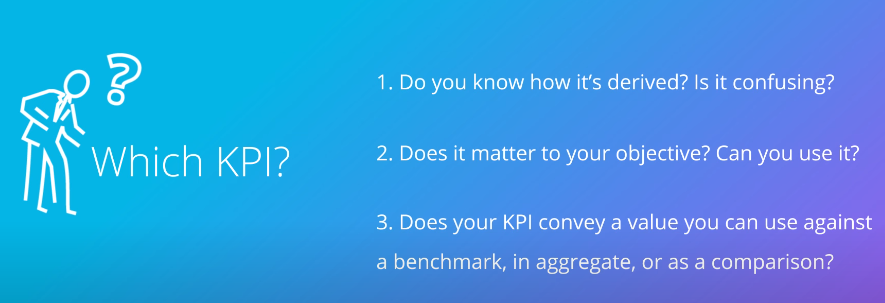 ?
Which KPI?
1. Do you know how it’s derived? Is it confusing?
2. Does it matter to your objective? Can you use it?
3. Does your KPI convey a value you can use against
a benchmark, in aggregate, or as a comparison?